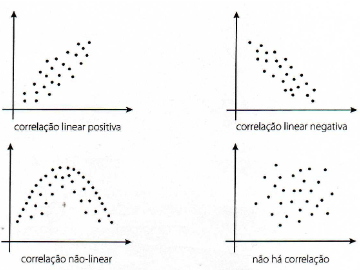 correlação linear positiva
correlação linear negativa
correlação não-linear
não há correlação